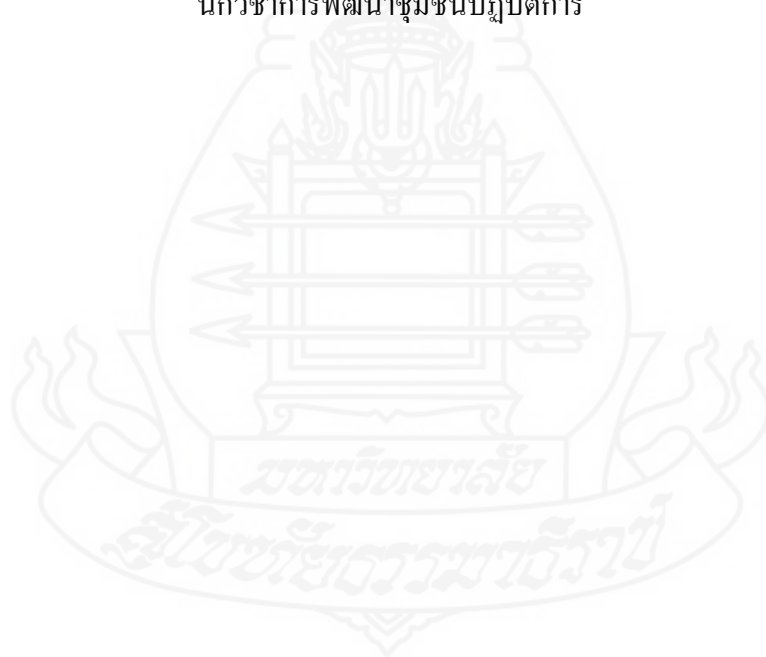 นักวิชาการพัฒนาชุมชนปฏิบัติการ
มหาวิทยาลัย
สุโขทัยธรรมาธิราช